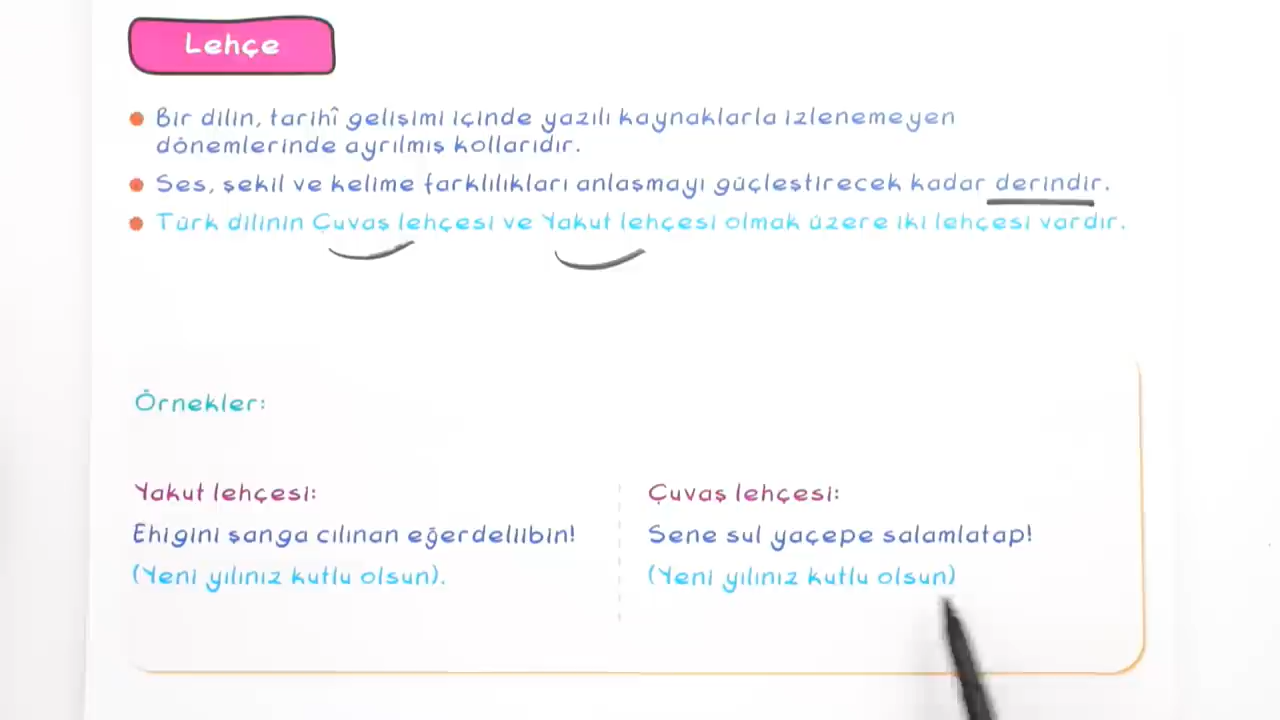 Lehçe
Bir dilin, tarihî gelişimi içinde yazılı kaynaklarla izlenemeyen
dönemlerinde ayrılmış kollarıdır.
Ses, şekil ve kelime farklılıkları anlaşmayı güçleştirecek kadar derindir.
Türk dilinin Çuvaş lehçesi ve Yakut lehçesi olmak üzere iki lehçesi vardır.
Örnekler:
Yakut lehçesi:
Ehigini şanga cılınan eğerdeliibin!
(Yeni yılınız kutlu olsun).
Çuvaş lehçesi:
Sene sul yaçepe salamlatap!
(Yeni yılınız kutlu olsun)